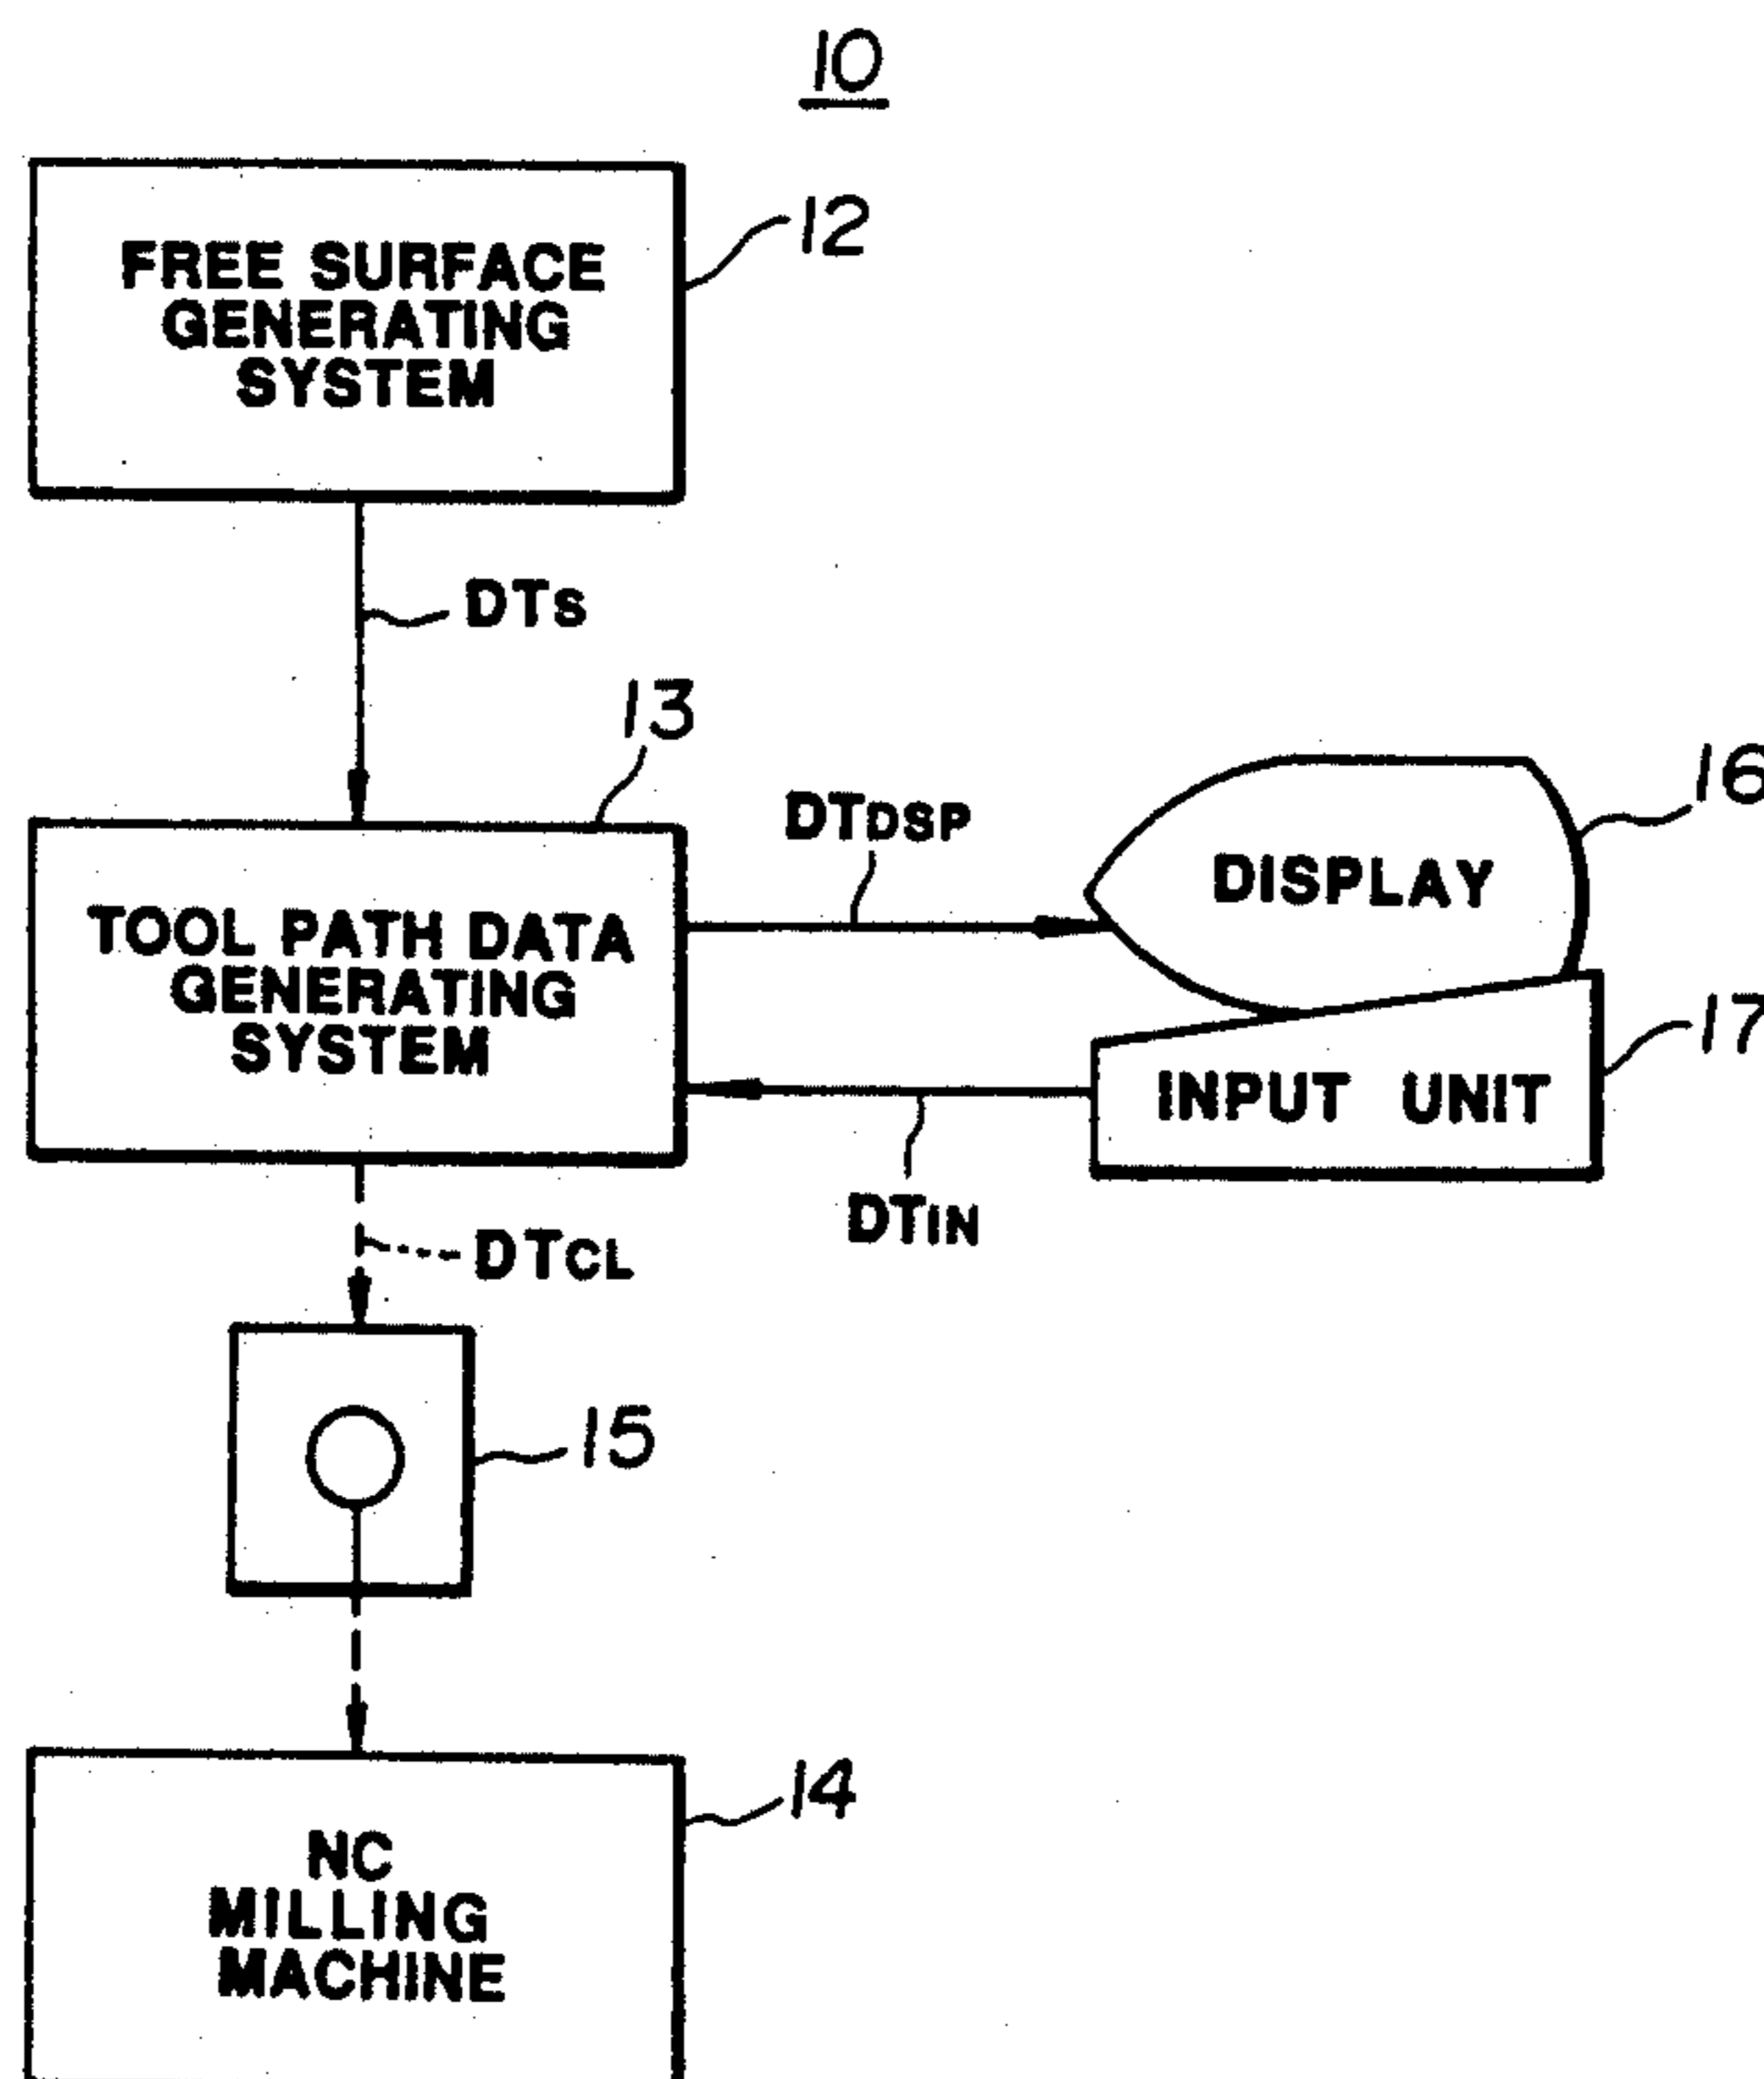 10
FREE SURFACE
GENERATING
SYSTEM
12
DTS
13
TOOL PATH DATA
GENERATING
SYSTEM
DTDSP
DISPLAY
16
INPUT UNIT
17
DTIN
DTCL
15
NC
MILLING
MACHINE
14